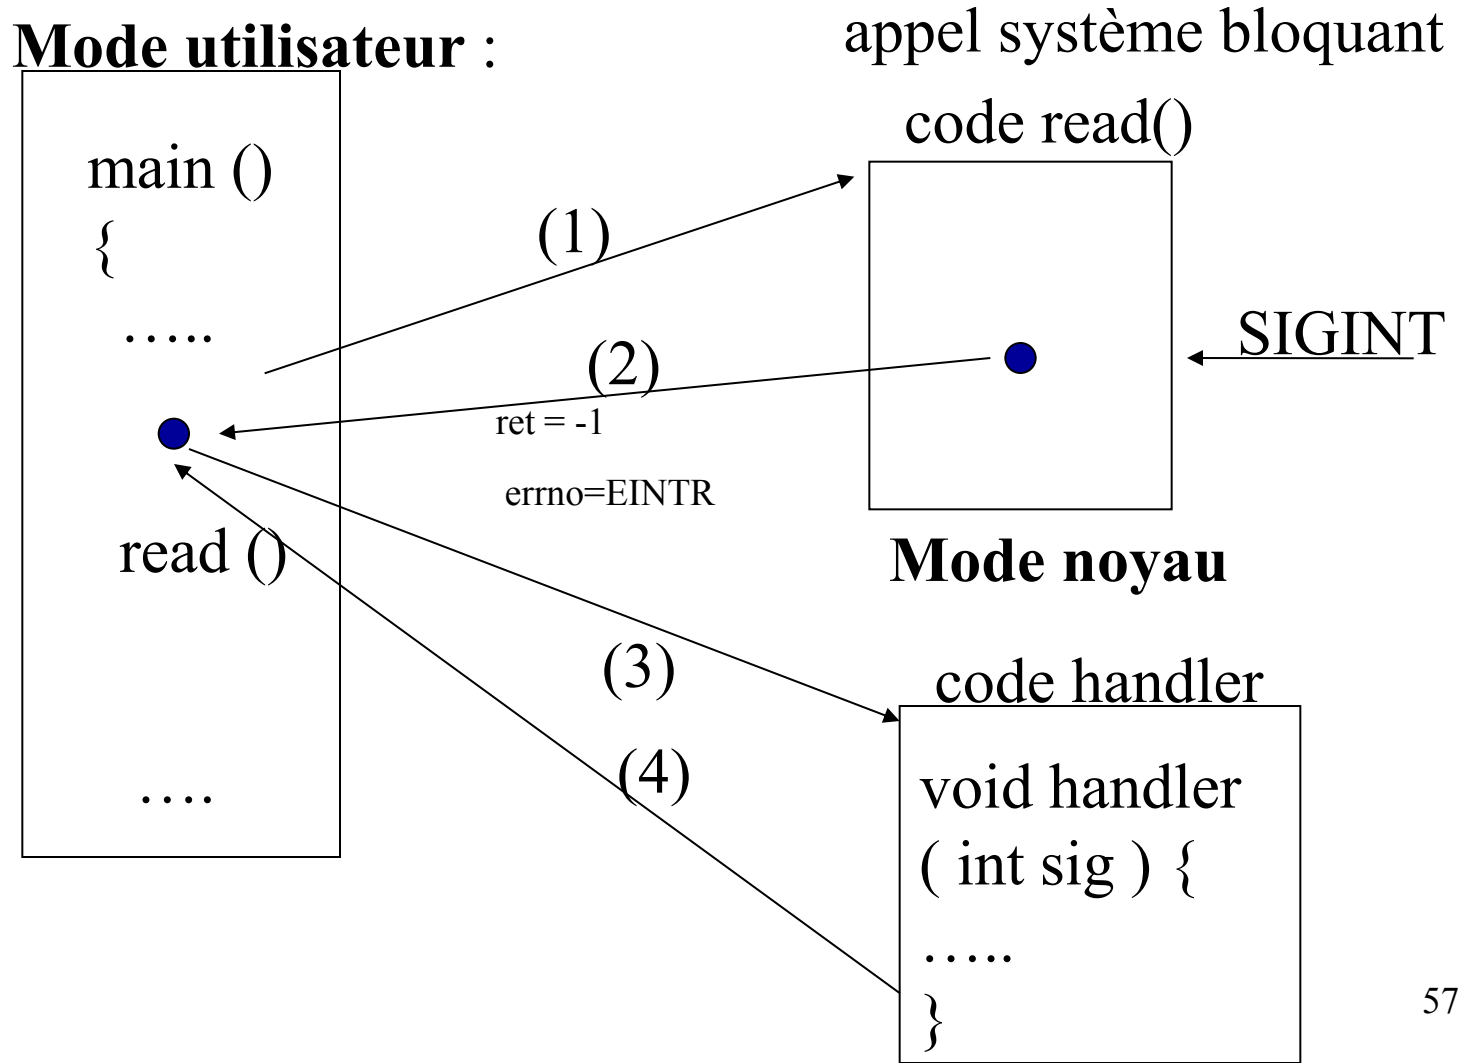 Mode utilisateur :
appel système bloquant
code read()
main ()
{
…..
(1)
SIGINT
(2)
ret = -1
errno=EINTR
read ()
Mode noyau
(3)
code handler
(4)
….
void handler
( int sig ) {
…..
}
57